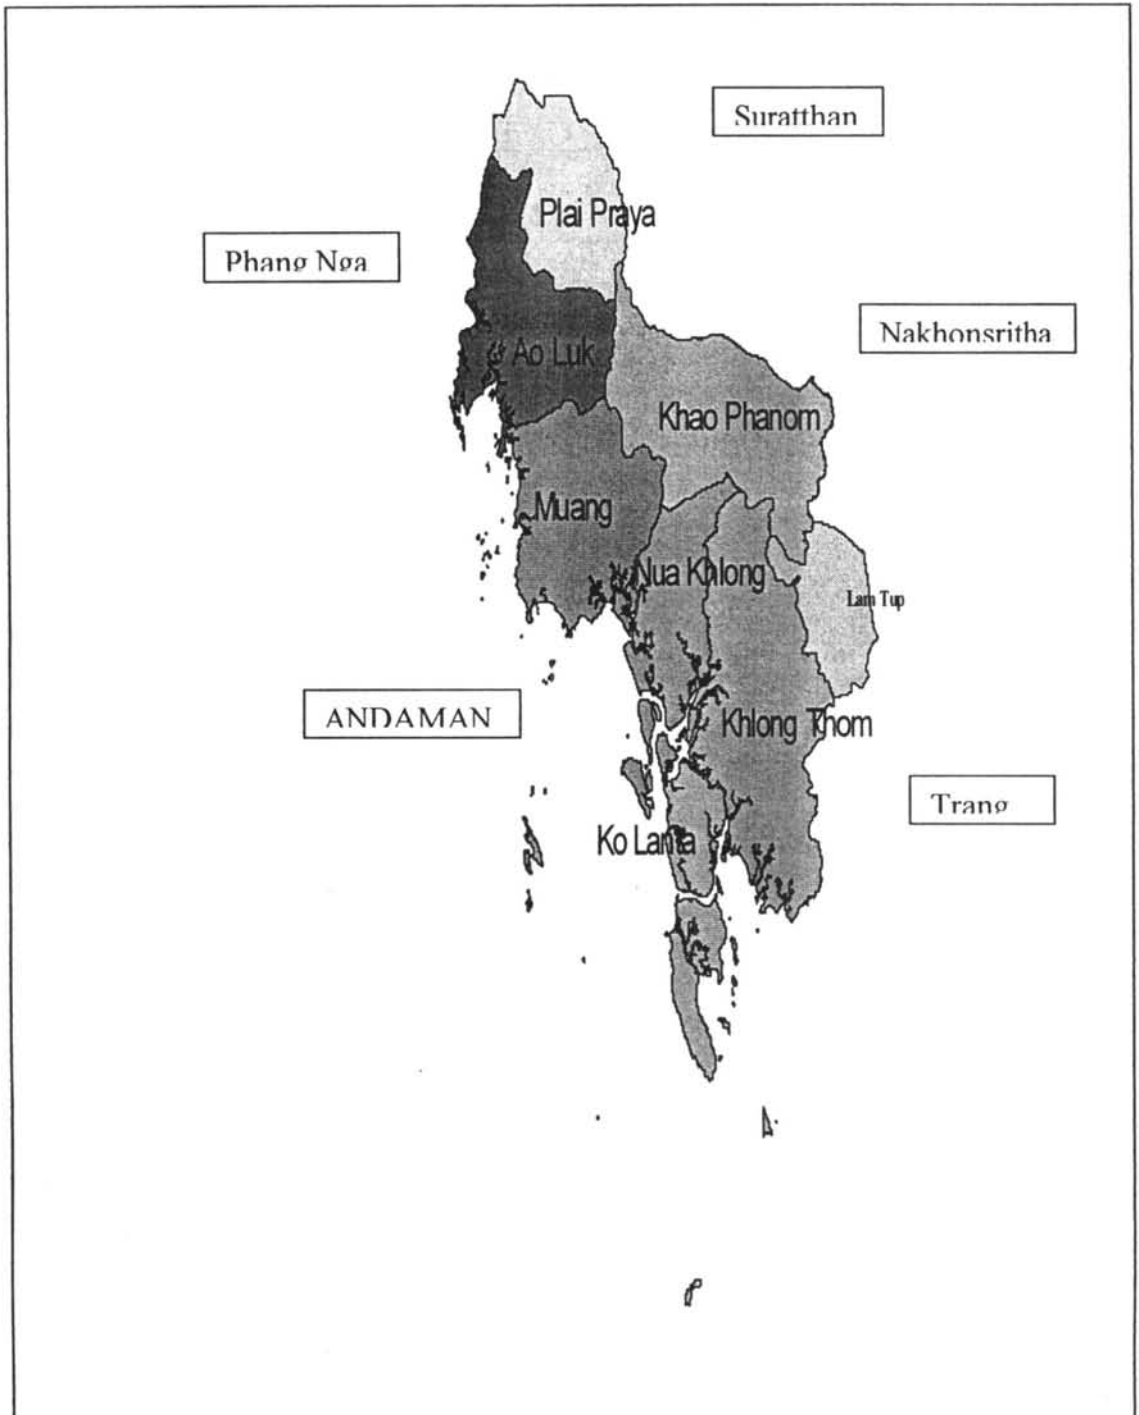 Suratthan
Plai Praya
Phang Nga
Nakhonsritha
Ao Luk
Khao Phanom
Muang
Nua Khlong
Lam Tup
ANDAMAN
Khlong Thom
Trang
Ko Lanta